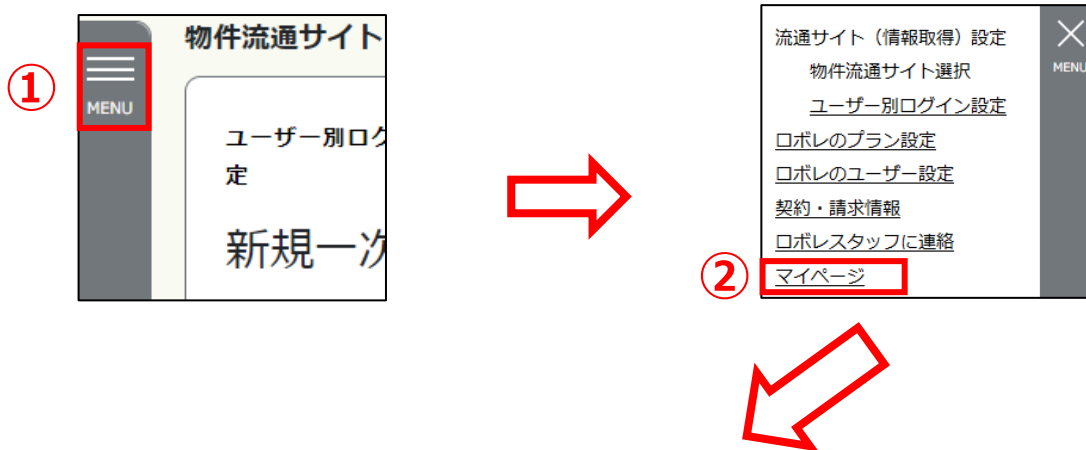 ①
MENU
物件流通サイト
ユーザー別ログ
定
新規一次
流通サイト（情報取得）設定
物件流通サイト選択
ユーザー別ログイン設定
ロボレのプラン設定
ロボレのユーザー設定
契約・請求情報
ロボレスタッフに連絡
②
マイページ
MENU